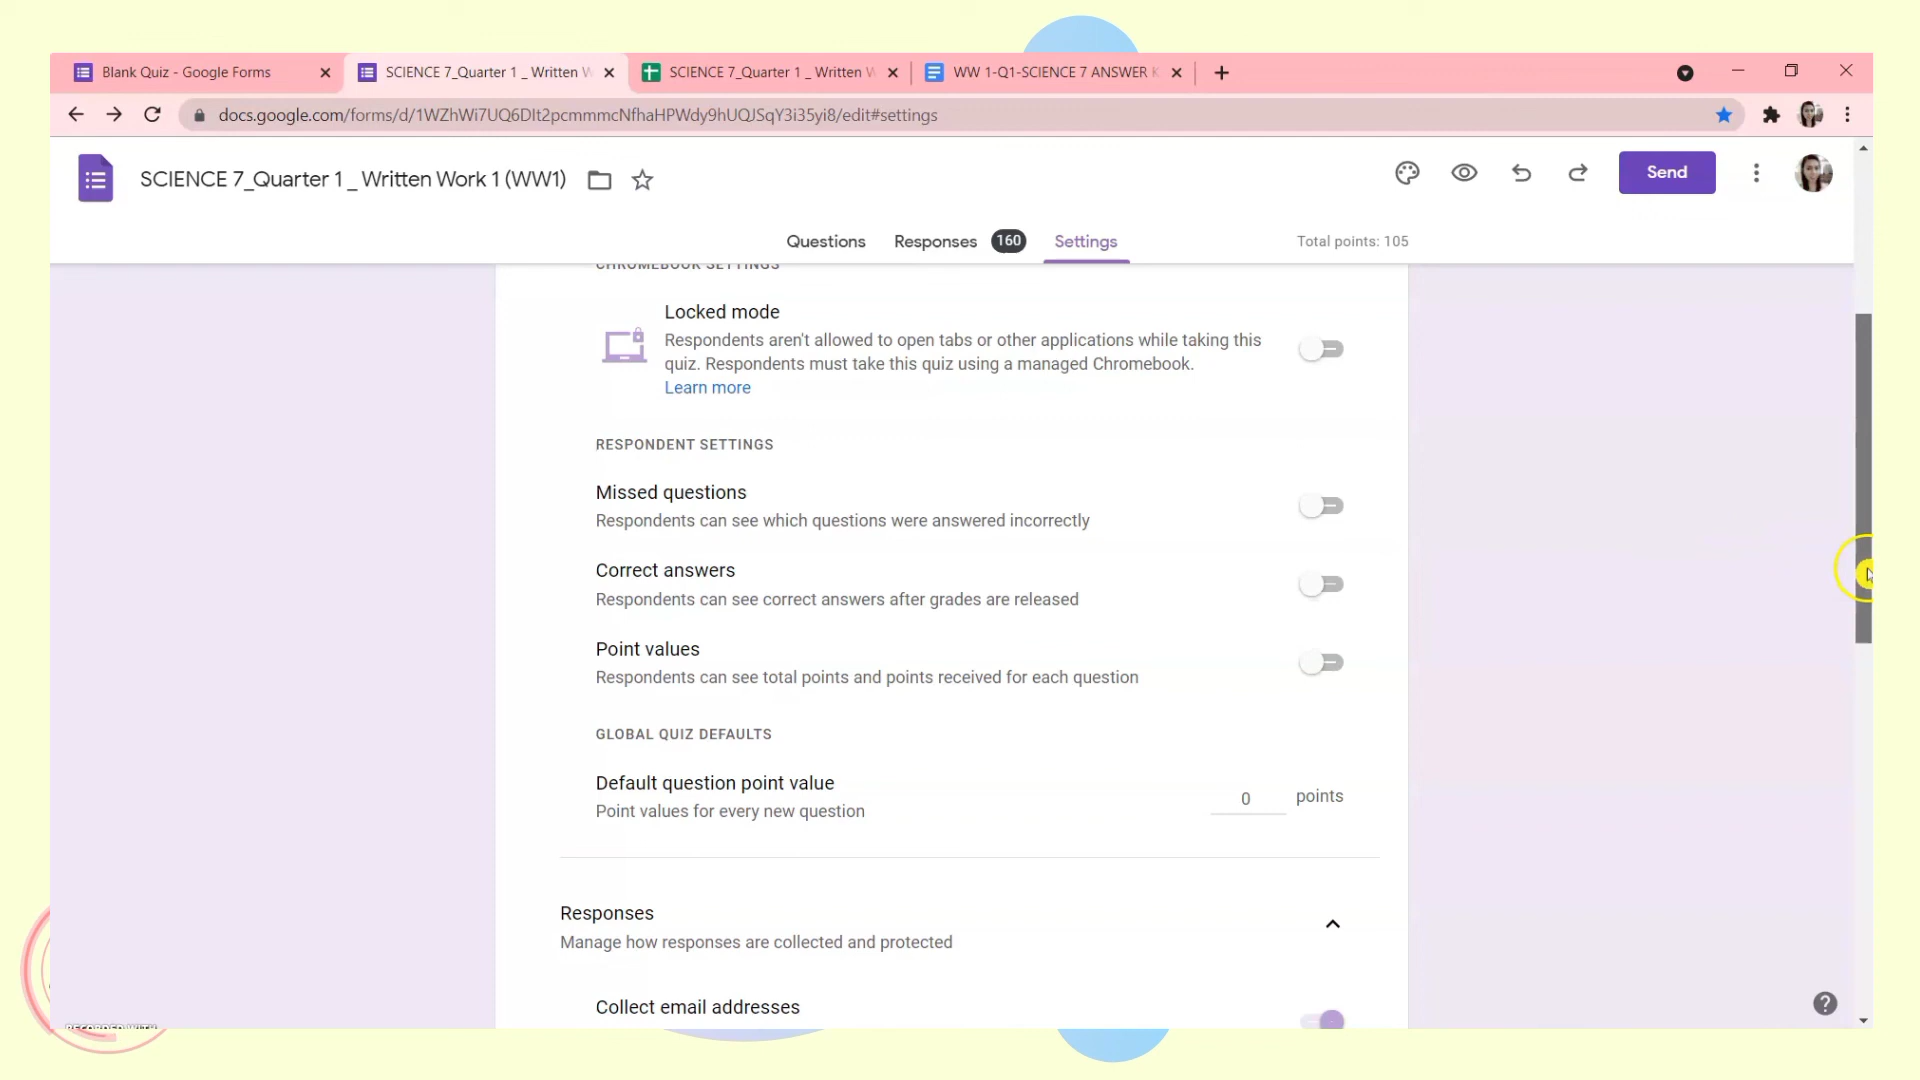 Blank Quiz - Google Forms
SCIENCE 7_Quarter 1 _ Written W
SCIENCE 7_Quarter 1 _ Written W
WW 1-Q1-SCIENCE 7 ANSWER K
docs.google.com/forms/d/1WZhWi7UQ6DIt2pcmmmcNfhaHPWdy9hUQJSqY3i35yi8/edit#settings
SCIENCE 7_Quarter 1 _ Written Work 1 (WW1)
Send
Questions
Responses 160
Settings
Total points: 105
CHROMEBOOK SETTINGS
Locked mode
Respondents aren't allowed to open tabs or other applications while taking this
quiz. Respondents must take this quiz using a managed Chromebook.
Learn more
RESPONDENT SETTINGS
Missed questions
Respondents can see which questions were answered incorrectly
Correct answers
Respondents can see correct answers after grades are released
Point values
Respondents can see total points and points received for each question
GLOBAL QUIZ DEFAULTS
Default question point value
Point values for every new question
0 points
Responses
Manage how responses are collected and protected
Collect email addresses
RECORDED WITH